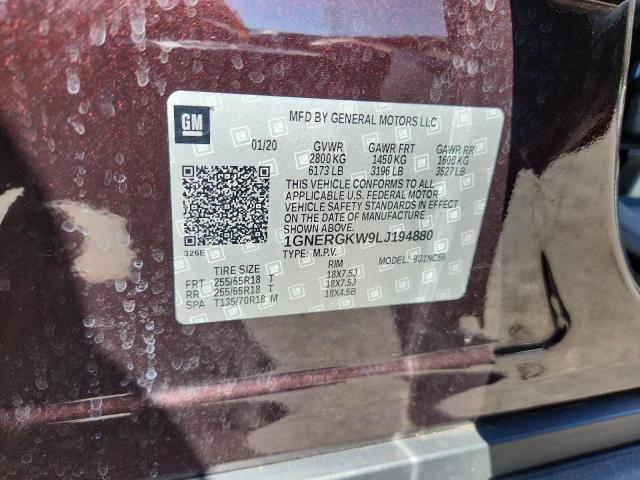 GM
MFD BY GENERAL MOTORS LLC
01/20 GVWR GAWR FRT GAWR RR
2800 KG 1450 KG 1600 KG
6173 LB 3196 LB 3527 LB
THIS VEHICLE CONFORMS TO ALL
APPLICABLE U.S. FEDERAL MOTOR
VEHICLE SAFETY STANDARDS IN
EFFECT ON THE DATE OF MANUFACTURE
SHOWN ABOVE.
326E 1GNERGKW9LJ194880
TYPE: M.P.V. MODEL:
TIRE SIZE RIM
FRT 255/65R18 T 18X7.5J
RR 255/65R18 T 18X7.5J
SPA T135/70R18 M 18X4.5B